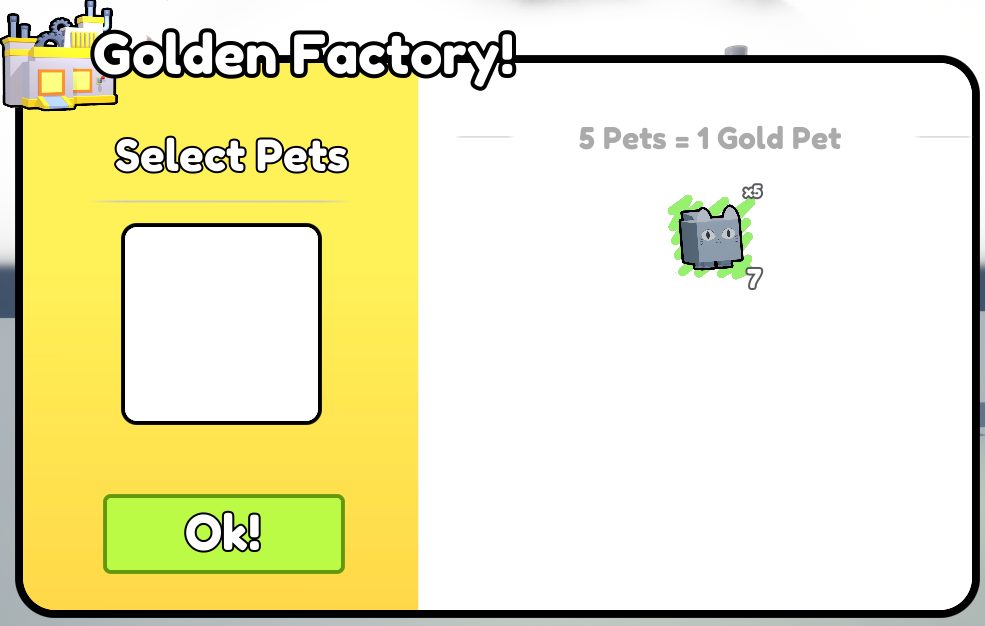 Golden Factory!
Select Pets
5 Pets = 1 Gold Pet
x5
7
Ok!